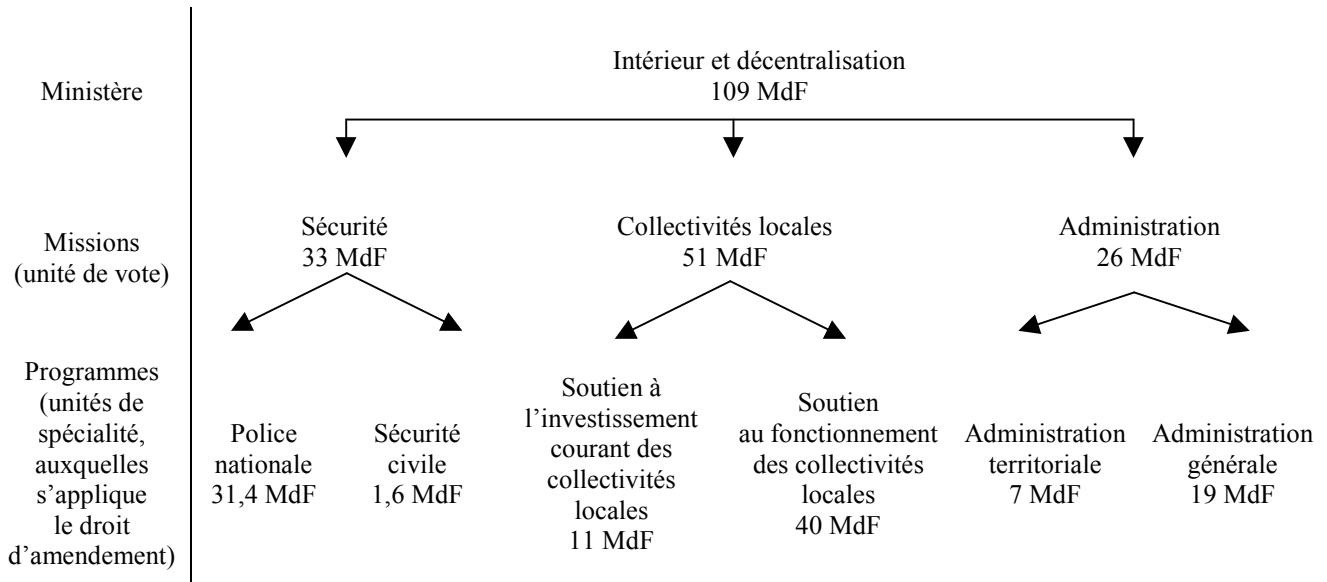 Ministère
Intérieur et décentralisation
109 MdF
Missions
(unité de vote)
Sécurité
33 MdF
Collectivités locales
51 MdF
Administration
26 MdF
Programmes
(unités de
spécialité,
auxquelles
s’applique
le droit
d’amendement)
Police
nationale
31,4 MdF
Sécurité
civile
1,6 MdF
Soutien à
l’investissement
courant des
collectivités
locales
11 MdF
Soutien
au fonctionnement
des collectivités
locales
40 MdF
Administration
territoriale
7 MdF
Administration
générale
19 MdF